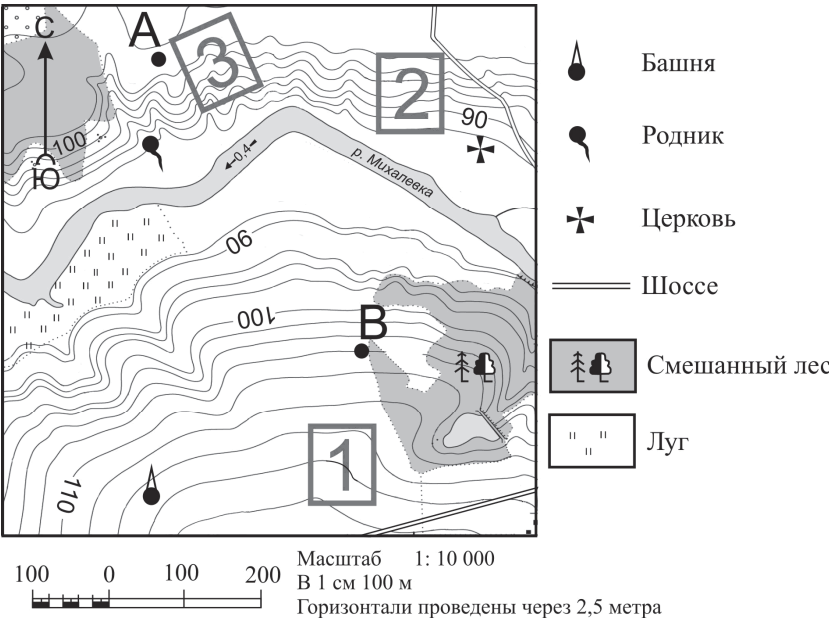 С
А
3
2
90
100
Ю
0,4
р. Михалевка
90
100
В
110
1
Башня
Родник
Церковь
Шоссе
Смешанный лес
Луг
100 0 100 200
Масштаб 1: 10 000
В 1 см 100 м
Горизонтали проведены через 2,5 метра